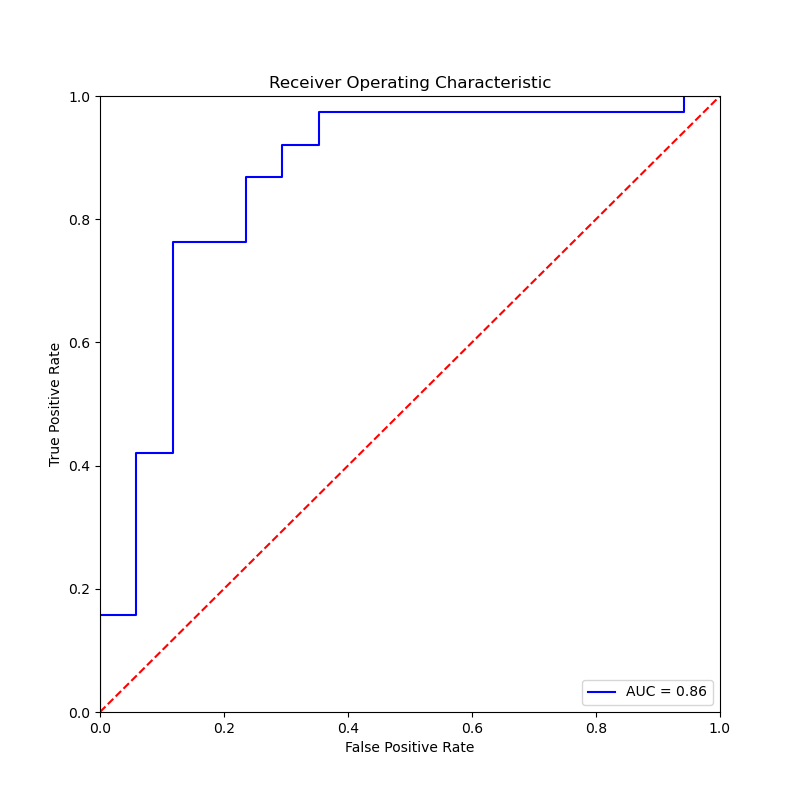 Receiver Operating Characteristic
1.0
0.8
0.6
0.4
0.2
0.0
True Positive Rate
AUC = 0.86
0.0 0.2 0.4 0.6 0.8 1.0
False Positive Rate